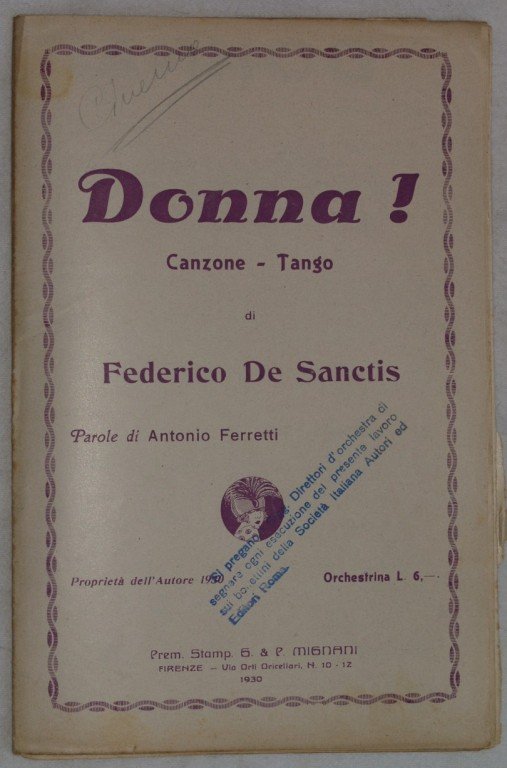 Donna !
Canzone - Tango
di
Federico De Sanctis
Parole di Antonio Ferretti
Si pregano Direttori d'orchestra di
segnare ogni esecuzione del presente lavoro
sui bollettini della Società Italiana Autori ed
Editori Roma
Proprietà dell'Autore
Orchestrina L. 6.—.
Prem. Stamp. G. & P. MIGNANI
FIRENZE — Via Orti Oricellari, N. 10 - 12
1930